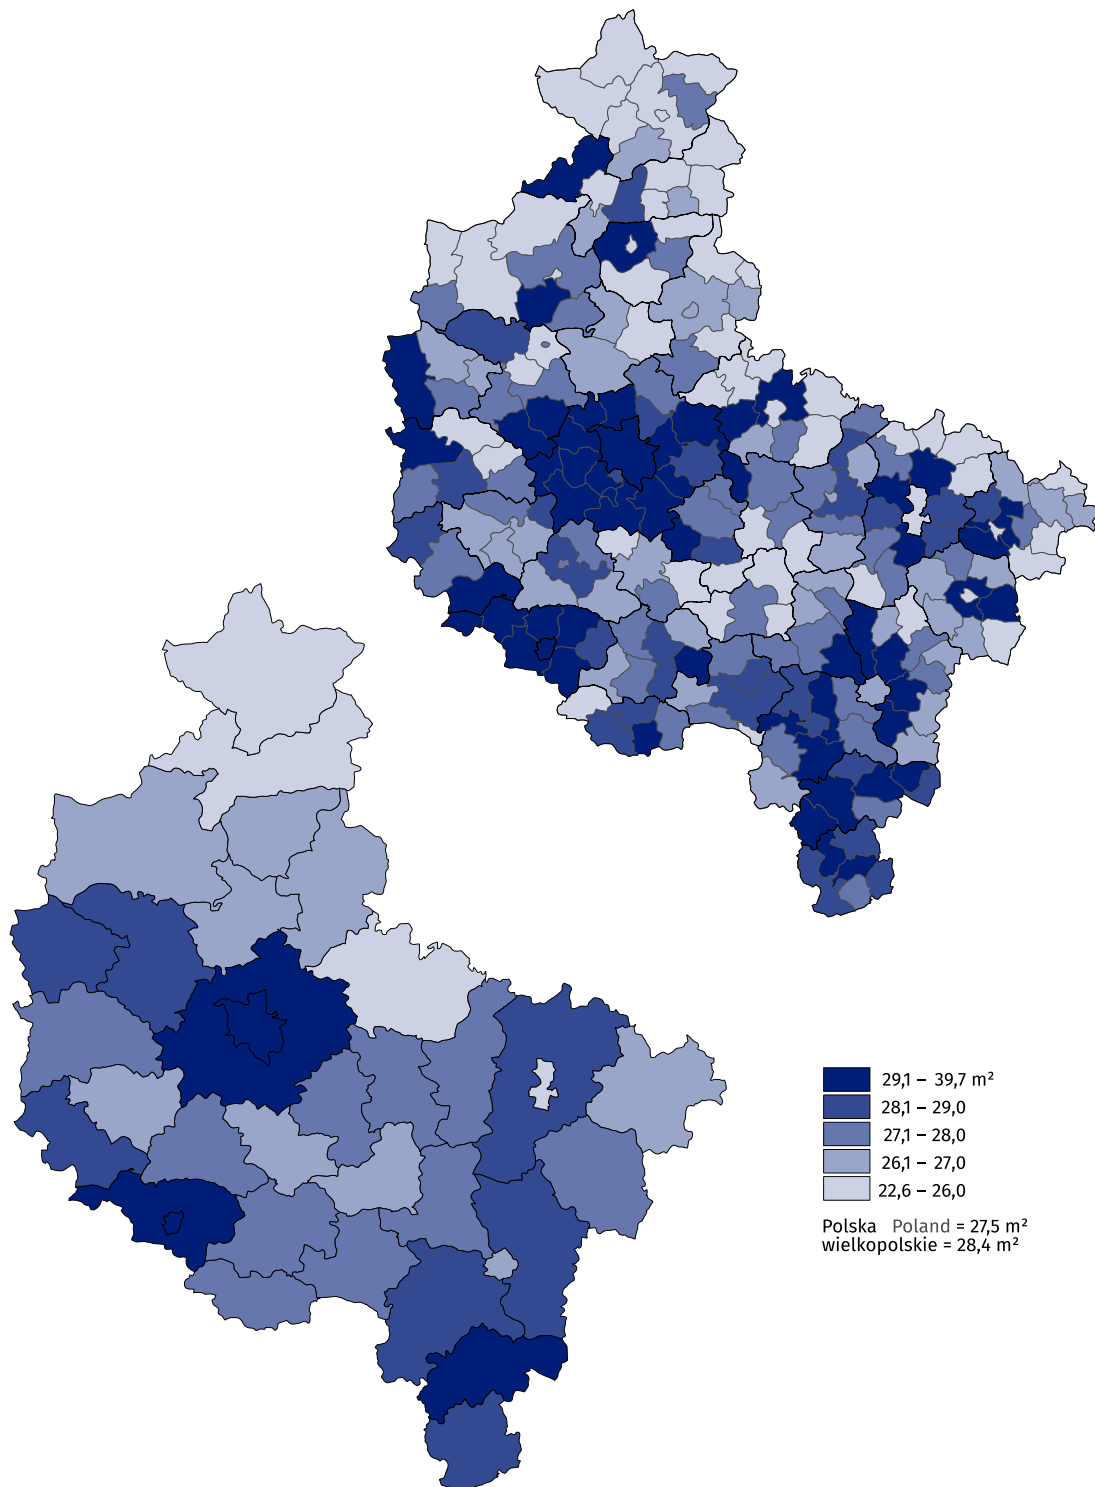 29,1 – 39,7 m²
28,1 – 29,0
27,1 – 28,0
26,1 – 27,0
22,6 – 26,0
Polska Poland = 27,5 m²
wielkopolskie = 28,4 m²